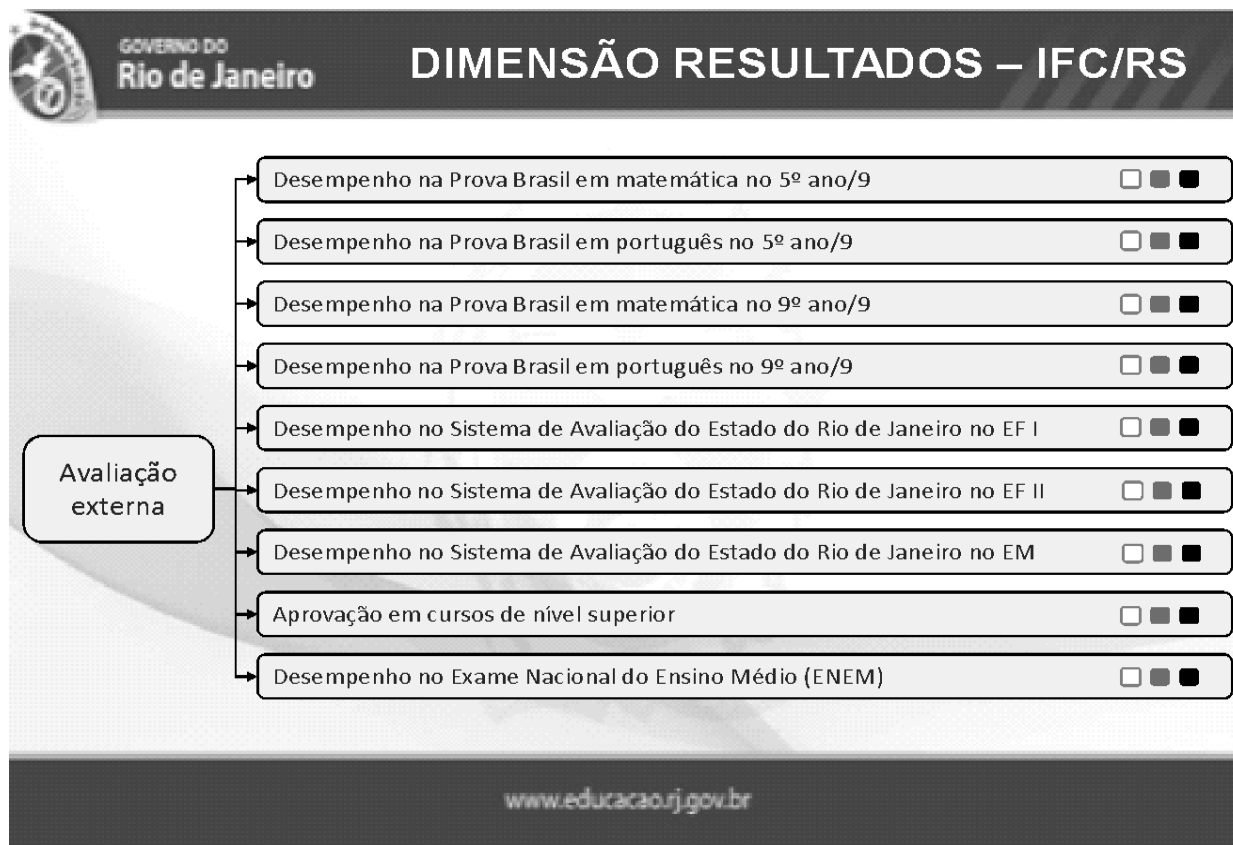 GOVERNO DO
Rio de Janeiro
DIMENSÃO RESULTADOS – IFC/RS
Desempenho na Prova Brasil em matemática no 5º ano/9
Desempenho na Prova Brasil em português no 5º ano/9
Desempenho na Prova Brasil em matemática no 9º ano/9
Desempenho na Prova Brasil em português no 9º ano/9
Desempenho no Sistema de Avaliação do Estado do Rio de Janeiro no EF I
Avaliação
externa
Desempenho no Sistema de Avaliação do Estado do Rio de Janeiro no EF II
Desempenho no Sistema de Avaliação do Estado do Rio de Janeiro no EM
Aprovação em cursos de nível superior
Desempenho no Exame Nacional do Ensino Médio (ENEM)
www.educacao.rj.gov.br